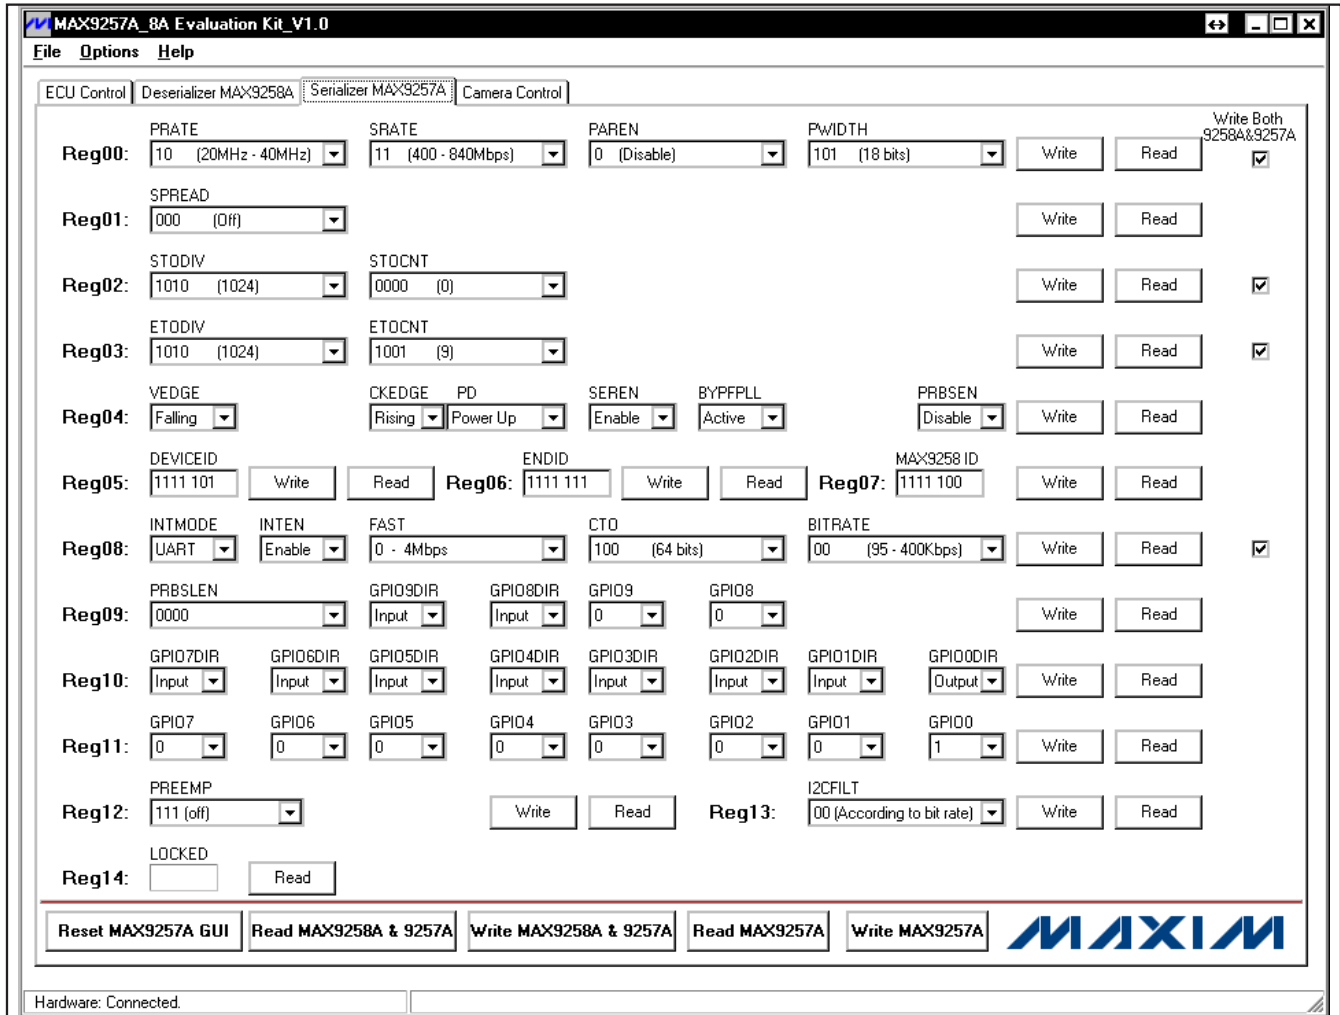 MAX9257A_8A Evaluation Kit_V1.0
File Options Help
ECU Control Deserializer MAX9258A Serializer MAX9257A Camera Control
PRATE SRATE PAREN PWIDTH Write Both
9258A&9257A
Reg00: 10 (20MHz - 40MHz) 11 (400 - 840Mbps) 0 (Disable) 101 (18 bits) Write Read
SPREAD
Reg01: 000 (Off) Write Read
STODIV STOCNT
Reg02: 1010 (1024) 0000 (0) Write Read
ETODIV ETOCNT
Reg03: 1010 (1024) 1001 (9) Write Read
VEDGE CKEDGE PD SEREN BYPFPLL PRBSEN
Reg04: Falling Rising Power Up Enable Active Disable Write Read
DEVICEID ENDID MAX9258 ID
Reg05: 1111 101 Write Read Reg06: 1111 111 Write Read Reg07: 1111 100 Write Read
INTMODE INTEN FAST CTO BITRATE
Reg08: UART Enable 0 - 4Mbps 100 (64 bits) 00 (95 - 400Kbps) Write Read
PRBSLEN GPIO9DIR GPIO8DIR GPIO9 GPIO8
Reg09: 0000 Input Input 0 0 Write Read
GPIO7DIR GPIO6DIR GPIO5DIR GPIO4DIR GPIO3DIR GPIO2DIR GPIO1DIR GPIO0DIR
Reg10: Input Input Input Input Input Input Input Output Write Read
GPIO7 GPIO6 GPIO5 GPIO4 GPIO3 GPIO2 GPIO1 GPIO0
Reg11: 0 0 0 0 0 0 0 1 Write Read
PREEMP I2CFILT
Reg12: 111 (off) Write Read Reg13: 00 (According to bit rate) Write Read
LOCKED
Reg14: Read
Reset MAX9257A GUI Read MAX9258A & 9257A Write MAX9258A & 9257A Read MAX9257A Write MAX9257A MAXIM
Hardware: Connected.